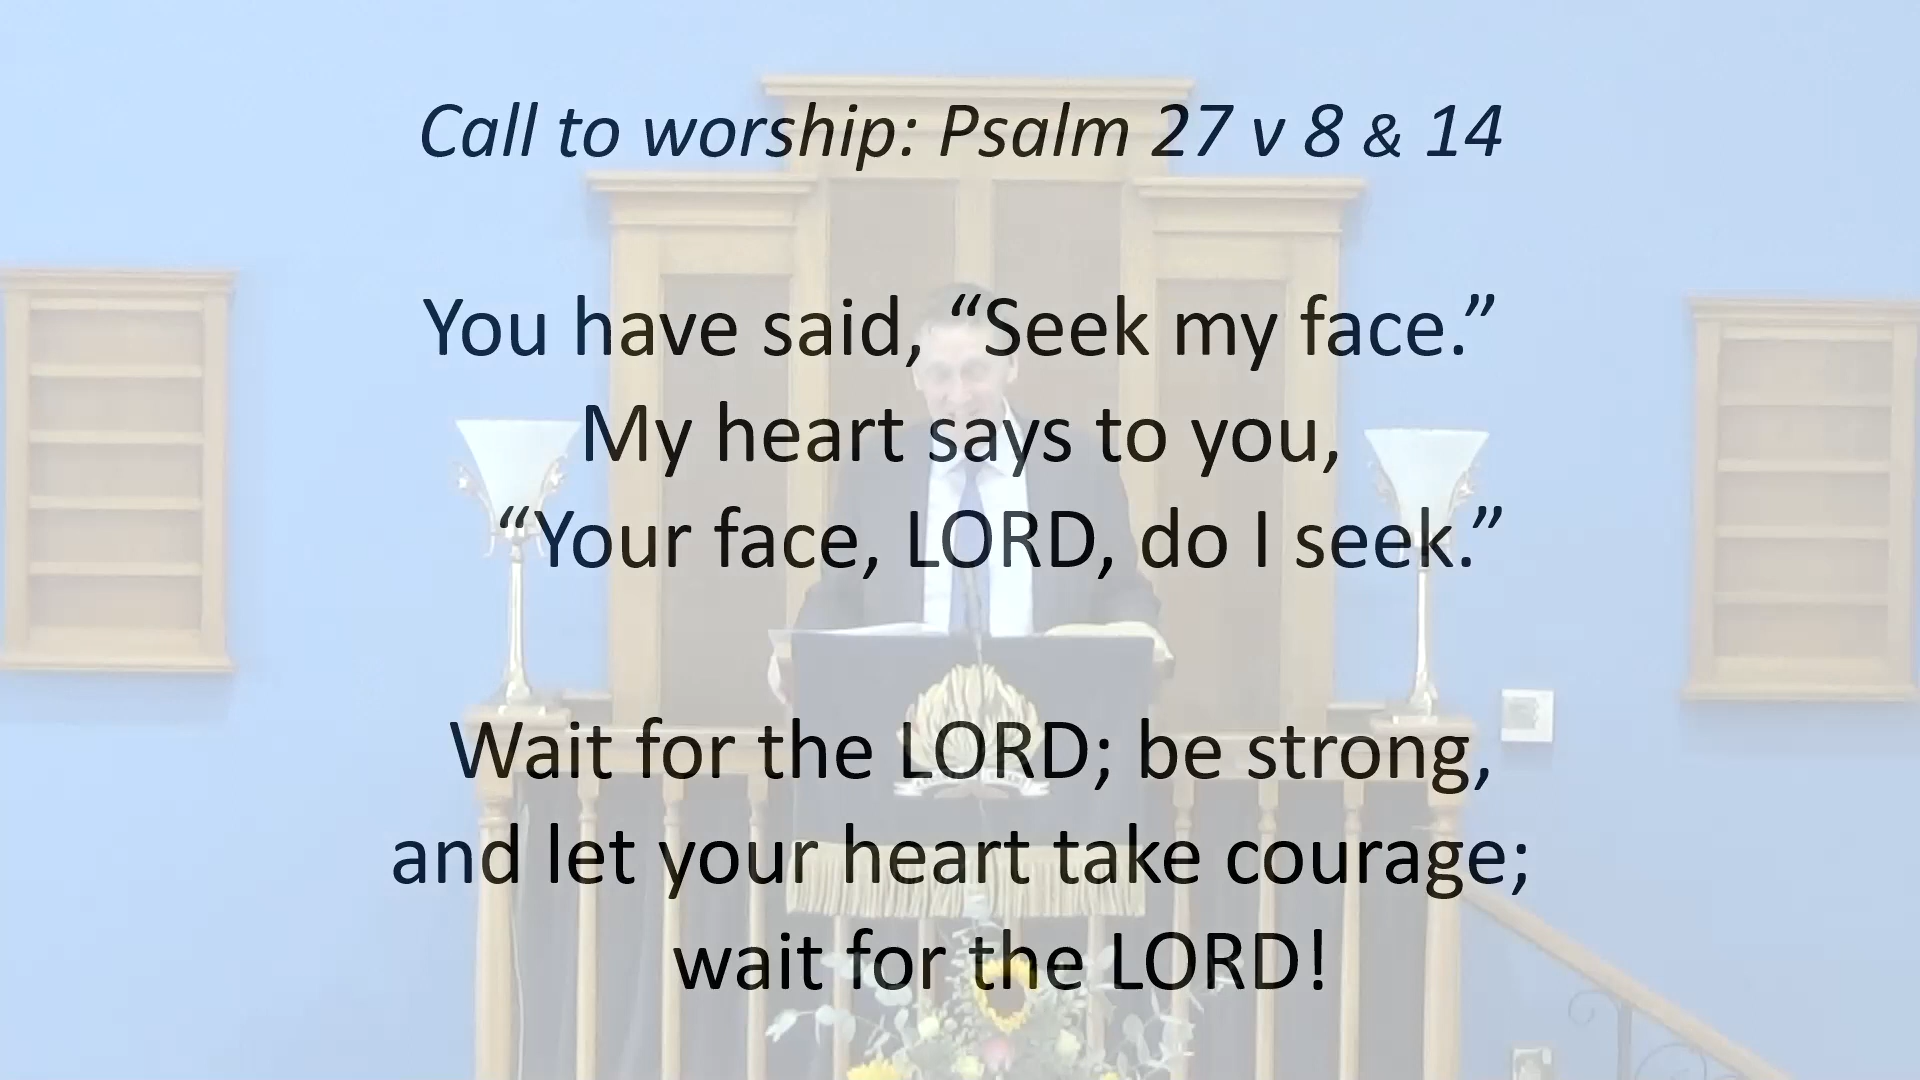 Call to worship: Psalm 27 v 8 & 14
You have said, “Seek my face.”
My heart says to you,
“Your face, LORD, do I seek.”
Wait for the LORD; be strong,
and let your heart take courage;
wait for the LORD!